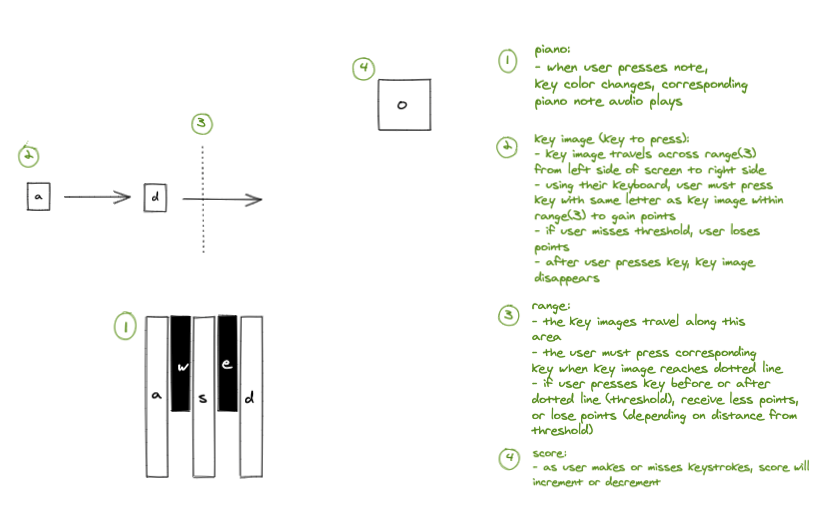 4
o
3
2
a
d
1
a
w
s
e
d
1
piano:
- when user presses note,
key color changes, corresponding
piano note audio plays
2
key image (key to press):
- key image travels across range(3)
from left side of screen to right side
- using their keyboard, user must press
key with same letter as key image within
range(3) to gain points
- if user misses threshold, user loses
points
- after user presses key, key image
disappears
3
range:
- the key images travel along this
area
- the user must press corresponding
key when key image reaches dotted line
- if user presses key before or after
dotted line (threshold), receive less points,
or lose points (depending on distance from
threshold)
4
score:
- as user makes or misses keystrokes, score will
increment or decrement